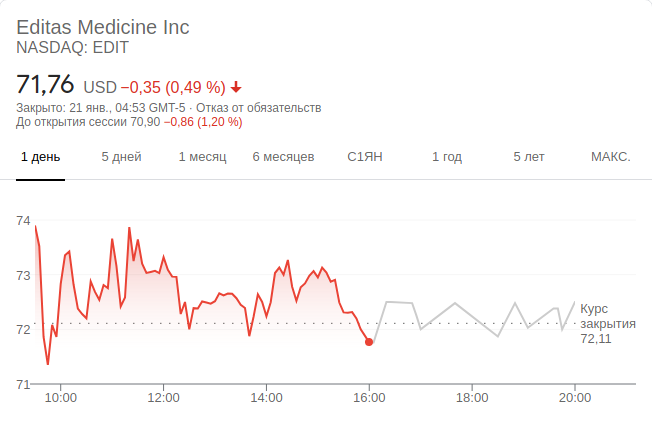 Editas Medicine Inc
NASDAQ: EDIT
71,76 USD −0,35 (0,49 %)
Закрыто: 21 янв., 04:53 GMT-5 · Отказ от обязательств
До открытия сессии 70,90 −0,86 (1,20 %)
1 день 5 дней 1 месяц 6 месяцев С1ЯН 1 год 5 лет МАКС.
74
73
72
71
Курс
закрытия
72,11
10:00 12:00 14:00 16:00 18:00 20:00